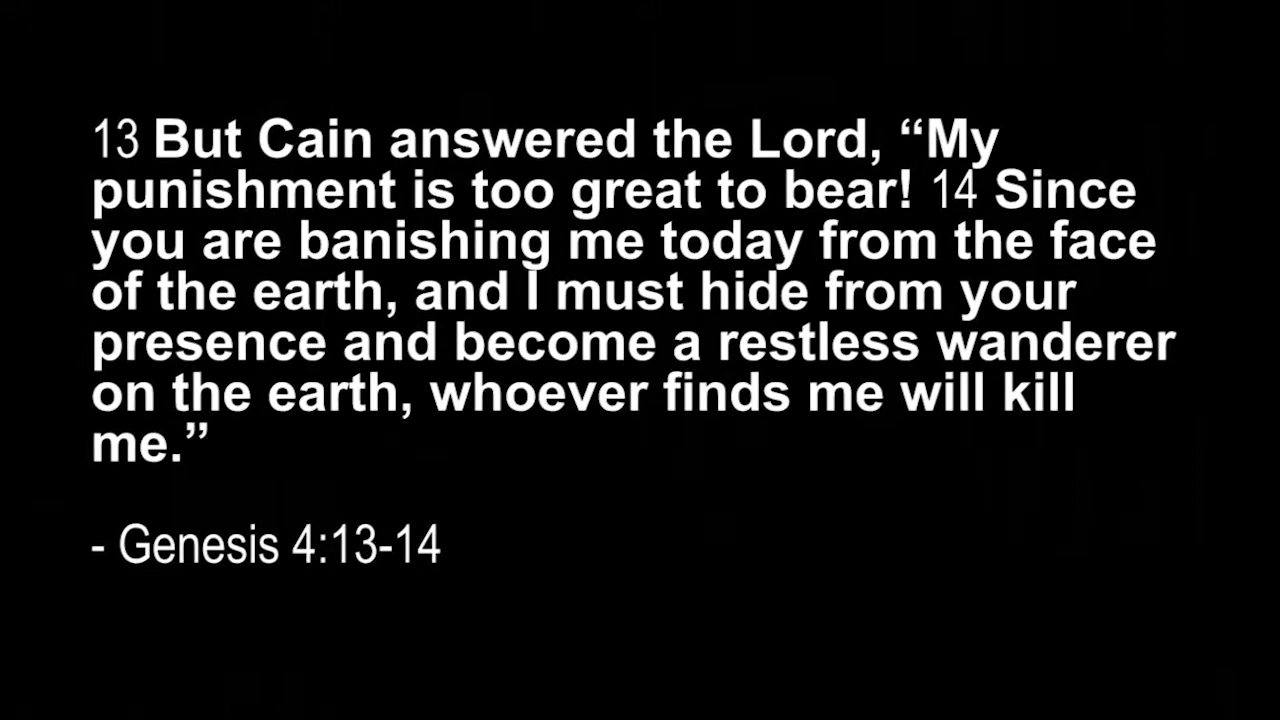 13 But Cain answered the Lord, “My
punishment is too great to bear! 14 Since
you are banishing me today from the face
of the earth, and I must hide from your
presence and become a restless wanderer
on the earth, whoever finds me will kill
me.”
- Genesis 4:13-14